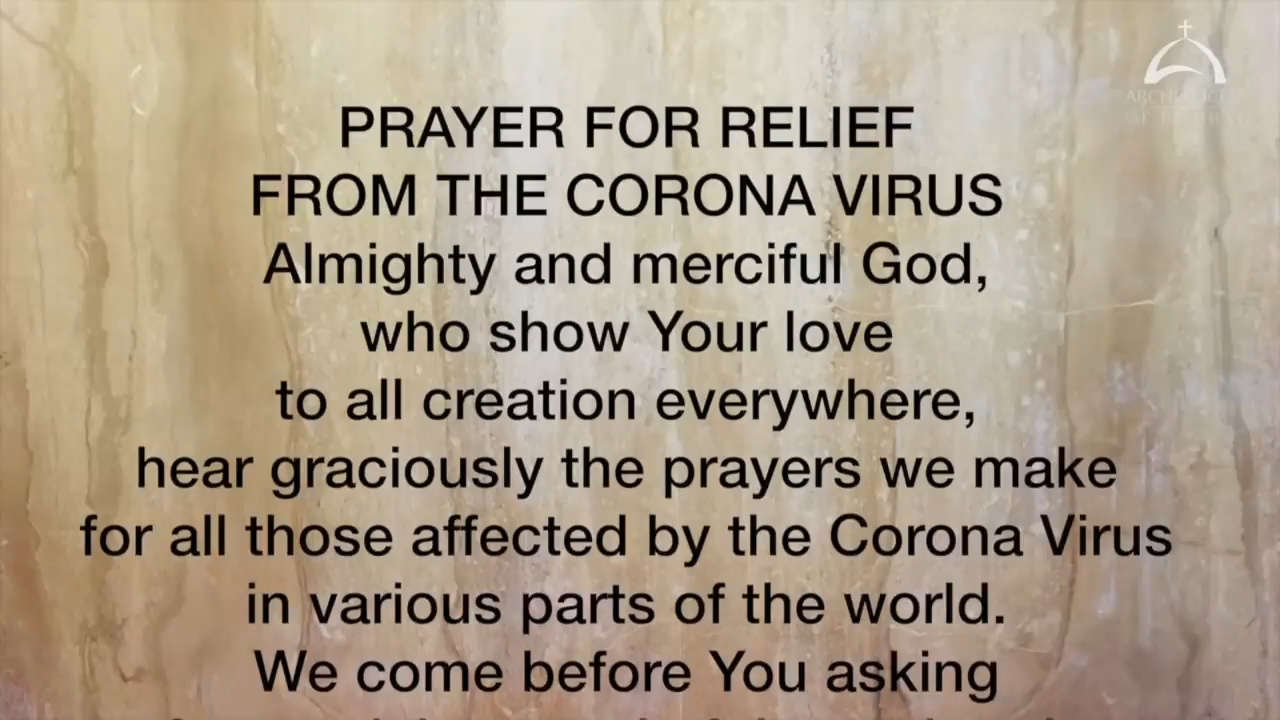 PRAYER FOR RELIEF
FROM THE CORONA VIRUS
Almighty and merciful God,
who show Your love
to all creation everywhere,
hear graciously the prayers we make
for all those affected by the Corona Virus
in various parts of the world.
We come before You asking